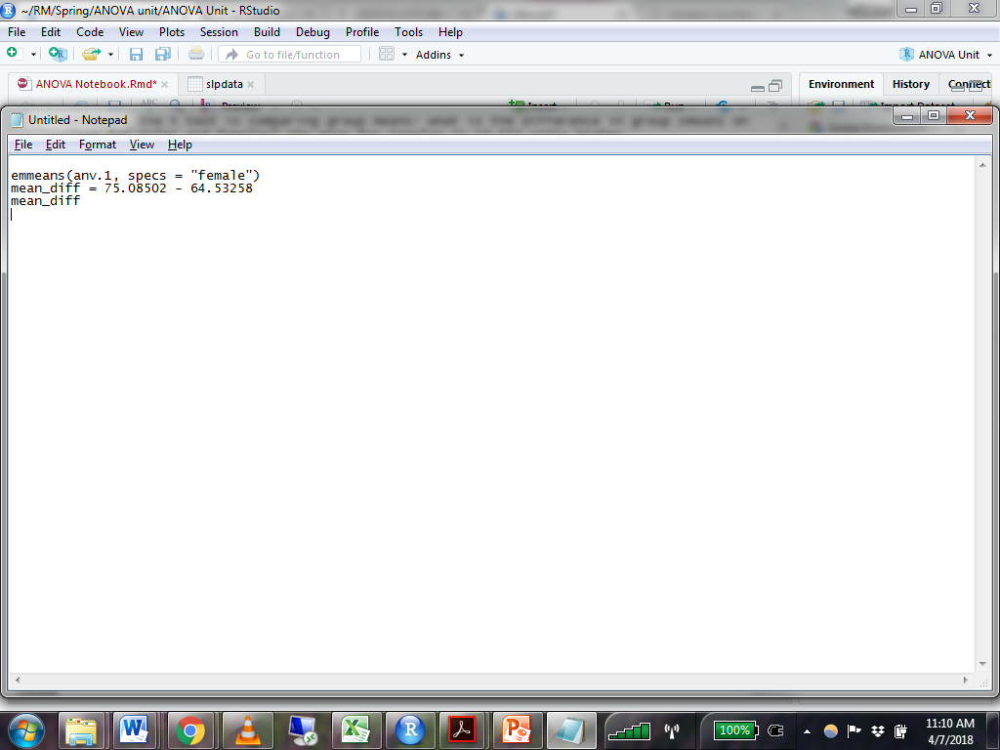 ~/RM/Spring/ANOVA unit/ANOVA Unit - RStudio
File Edit Code View Plots Session Build Debug Profile Tools Help
Go to file/function Addins ANOVA Unit
ANOVA Notebook.Rmd* slpdata Environment History Connect
Untitled - Notepad
File Edit Format View Help
emmeans(anv.1, specs = "female")
mean_diff = 75.08502 - 64.53258
mean_diff
100%
11:10 AM
4/7/2018